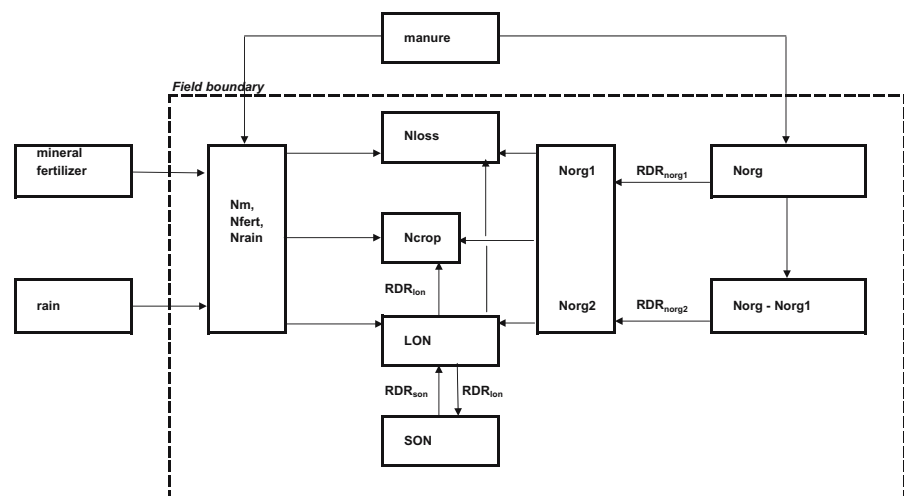 manure
Field boundary
mineral
fertilizer
Nloss
Norg1
RDRnorg1
Norg
Nm,
Nfert,
Nrain
Ncrop
RDRlon
rain
Norg2
RDRnorg2
Norg - Norg1
LON
RDRson
RDRlon
SON